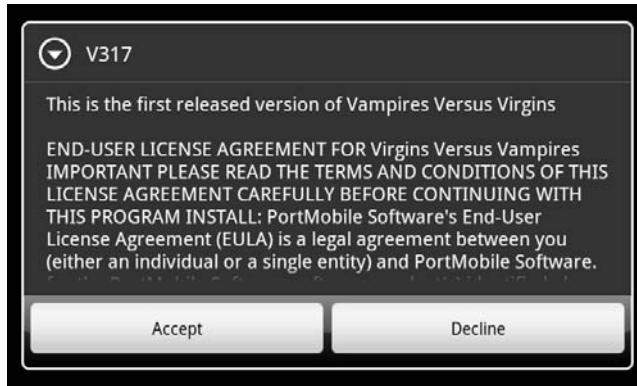 V317
This is the first released version of Vampires Versus Virgins
END-USER LICENSE AGREEMENT FOR Virgins Versus Vampires
IMPORTANT PLEASE READ THE TERMS AND CONDITIONS OF THIS
LICENSE AGREEMENT CAREFULLY BEFORE CONTINUING WITH
THIS PROGRAM INSTALL: PortMobile Software's End-User
License Agreement (EULA) is a legal agreement between you
(either an individual or a single entity) and PortMobile Software.
Accept Decline